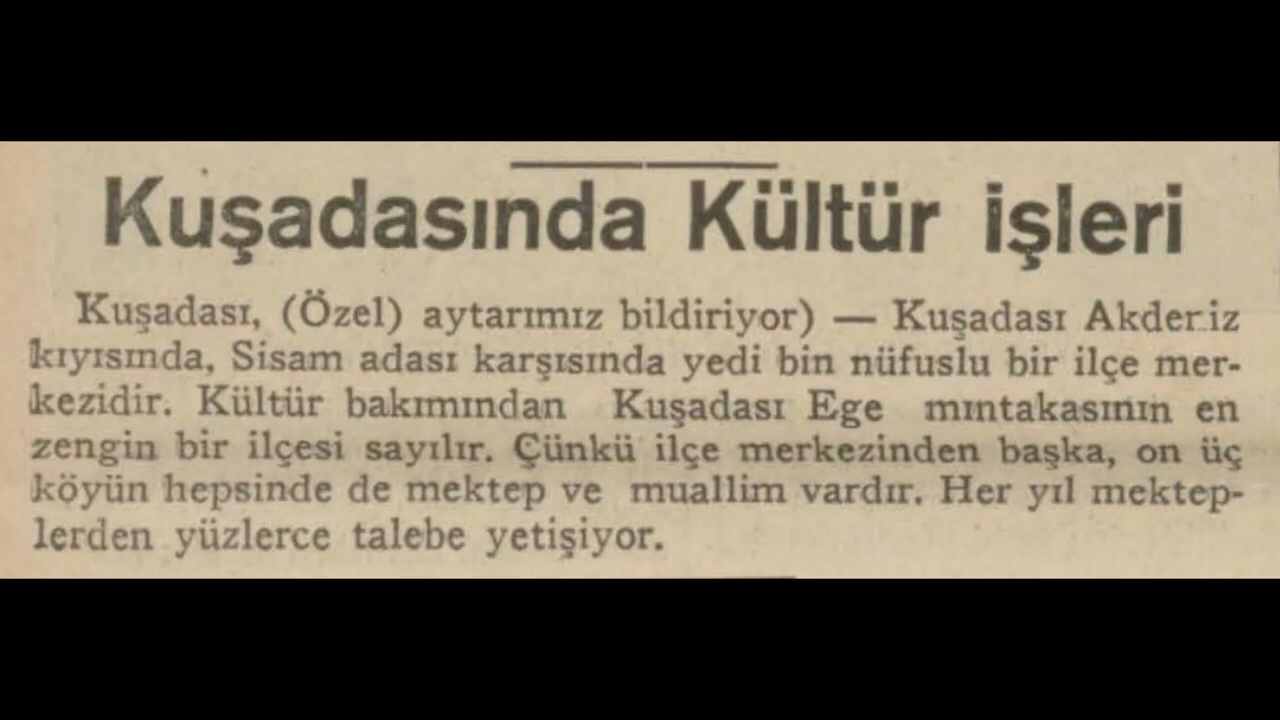 Kuşadasında Kültür işleri
Kuşadası, (Özel) aytarımız bildiriyor) — Kuşadası Akdeniz
kıyısında, Sisam adası karşısında yedi bin nüfuslu bir ilçe mer-
kezidir. Kültür bakımından Kuşadası Ege mıntakasının en
zengin bir ilçesi sayılır. Çünkü ilçe merkezinden başka, on üç
köyün hepsinde de mektep ve muallim vardır. Her yıl mektep-
lerden yüzlerce talebe yetişiyor.